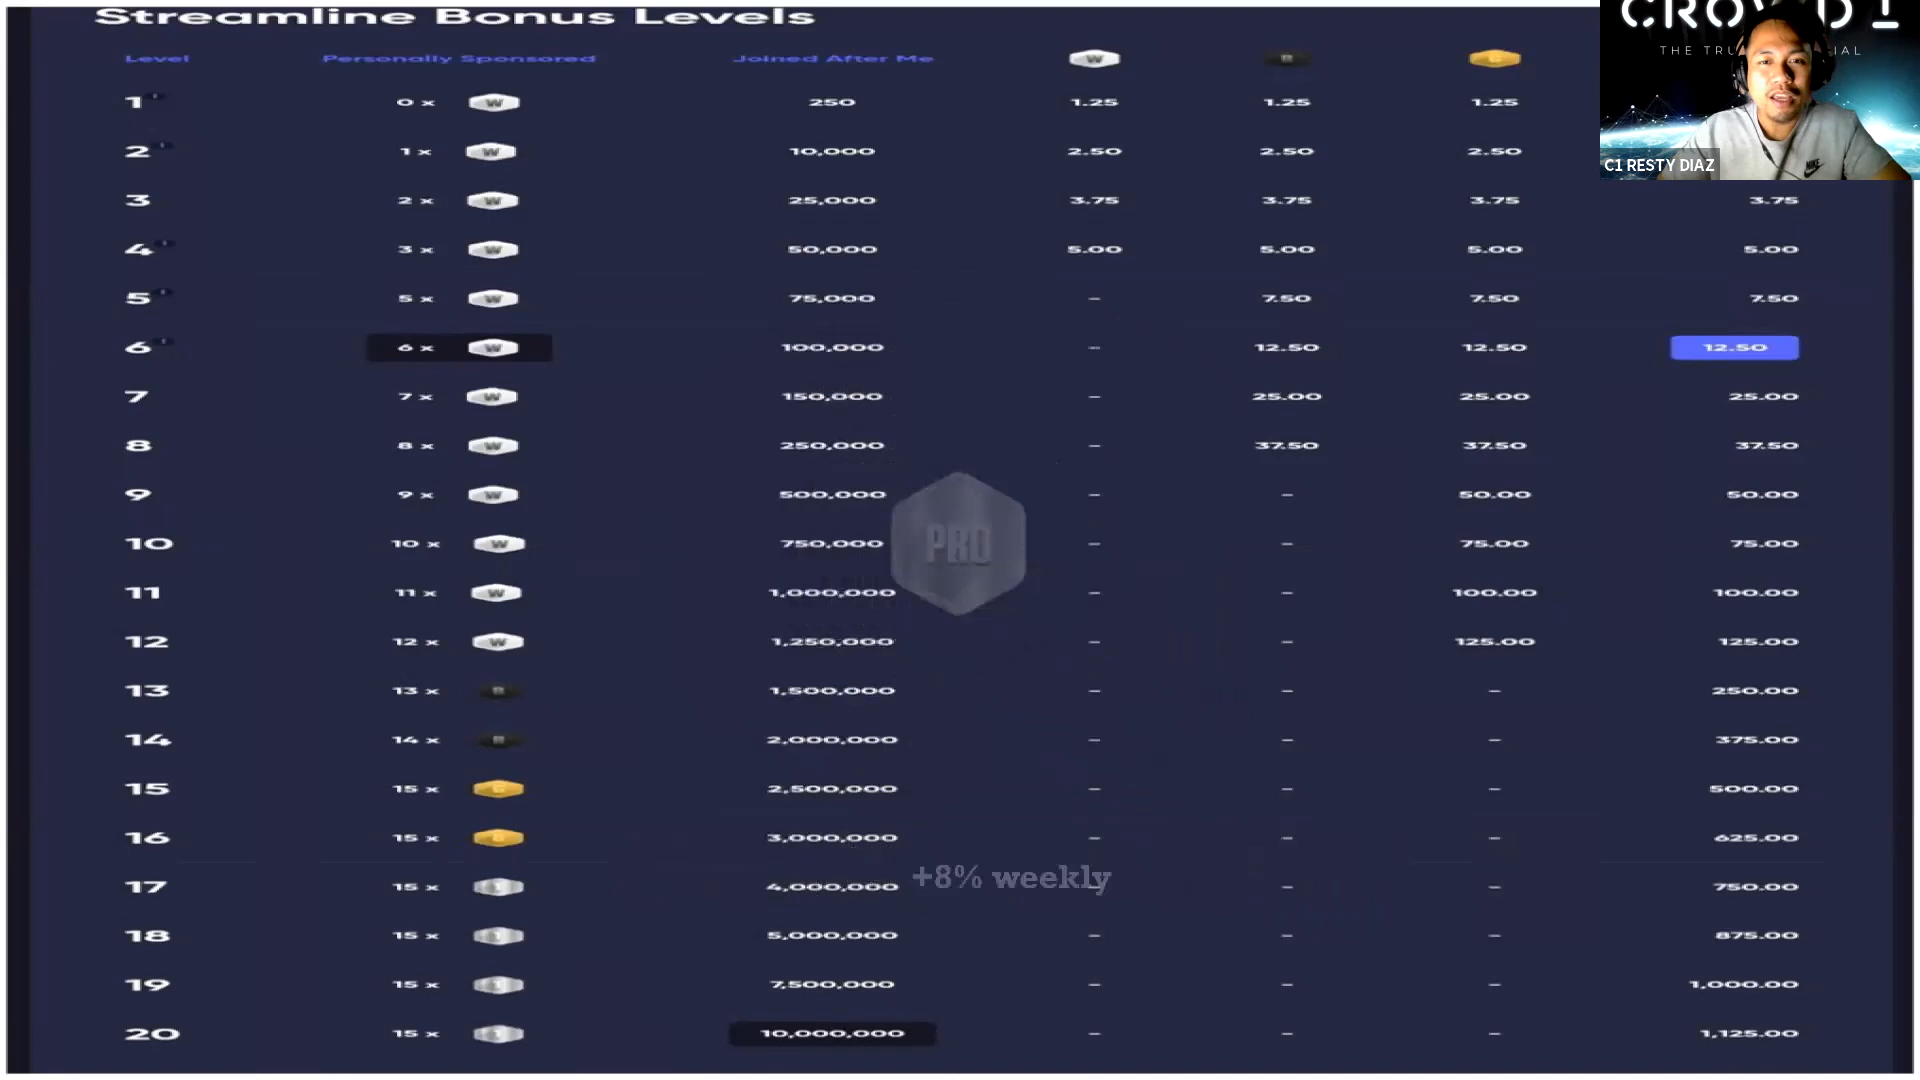 Streamline Bonus Levels
Level Personally Sponsored Joined After Me W B G
1 0 x W 250 1.25 1.25 1.25
2 1 x W 10,000 2.50 2.50 2.50
3 2 x W 25,000 3.75 3.75 3.75 3.75
4 3 x W 50,000 5.00 5.00 5.00 5.00
5 5 x W 75,000 – 7.50 7.50 7.50
6 6 x W 100,000 – 12.50 12.50 12.50
7 7 x W 150,000 – 25.00 25.00 25.00
8 8 x W 250,000 – 37.50 37.50 37.50
9 9 x W 500,000 – – 50.00 50.00
10 10 x W 750,000 – – 75.00 75.00
11 11 x W 1,000,000 – – 100.00 100.00
12 12 x W 1,250,000 – – 125.00 125.00
13 13 x B 1,500,000 – – – 250.00
14 14 x B 2,000,000 – – – 375.00
15 15 x G 2,500,000 – – – 500.00
16 15 x G 3,000,000 – – – 625.00
17 15 x 4,000,000 – – – 750.00
18 15 x 5,000,000 – – – 875.00
19 15 x 7,500,000 – – – 1,000.00
20 15 x 10,000,000 – – – 1,125.00
PRO
+8% weekly
THE
C1 RESTY DIAZ